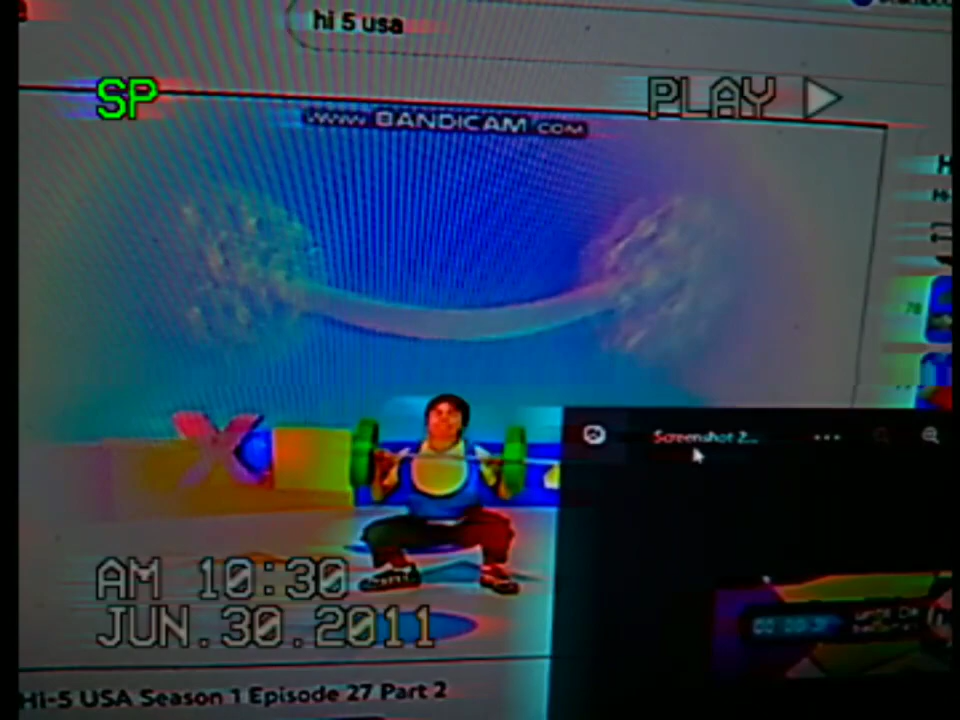 hi 5 usa
SP
PLAY
www.BANDICAM.COM
78
Screenshot 2...
AM 10:30
JUN.30.2011
Hi-5 USA Season 1 Episode 27 Part 2